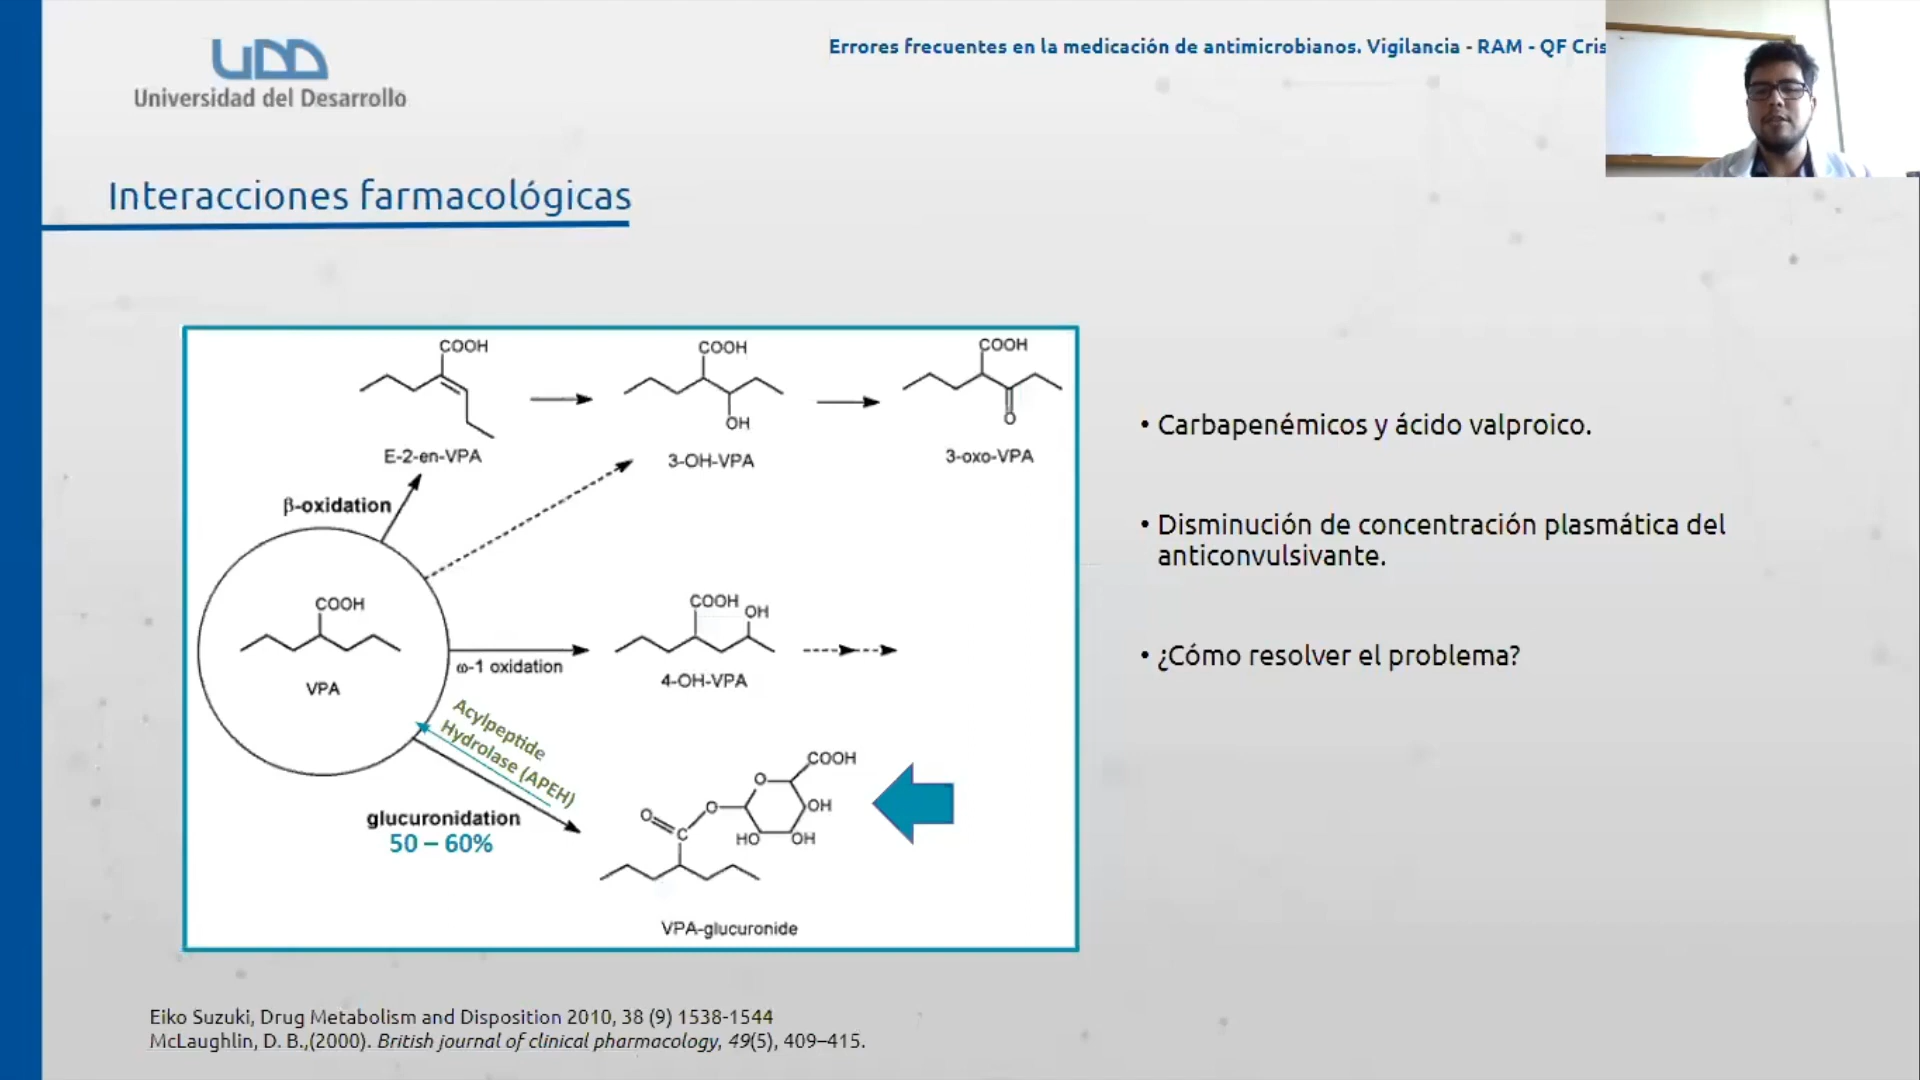 UDD
Universidad del Desarrollo
Errores frecuentes en la medicación de antimicrobianos. Vigilancia - RAM - QF Cris
Interacciones farmacológicas
COOH
E-2-en-VPA
COOH
OH
3-OH-VPA
COOH
O
3-oxo-VPA
β-oxidation
COOH
VPA
ω-1 oxidation
COOH
OH
4-OH-VPA
Acylpeptide
Hydrolase (APEH)
glucuronidation
50 – 60%
COOH
O
O
O
C
OH
HO
OH
VPA-glucuronide
• Carbapenémicos y ácido valproico.
• Disminución de concentración plasmática del
anticonvulsivante.
• ¿Cómo resolver el problema?
Eiko Suzuki, Drug Metabolism and Disposition 2010, 38 (9) 1538-1544
McLaughlin, D. B.,(2000). British journal of clinical pharmacology, 49(5), 409–415.